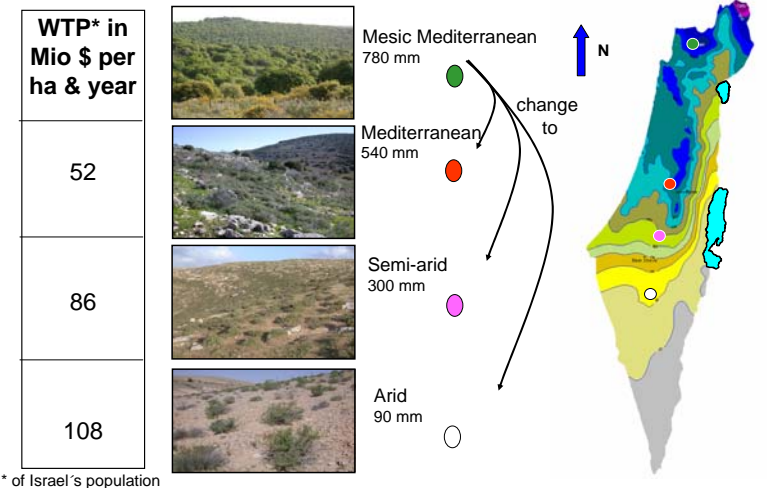 WTP* in
Mio $ per
ha & year
52
86
108
* of Israel´s population
Mesic Mediterranean
780 mm
change
to
Mediterranean
540 mm
Semi-arid
300 mm
Arid
90 mm
N